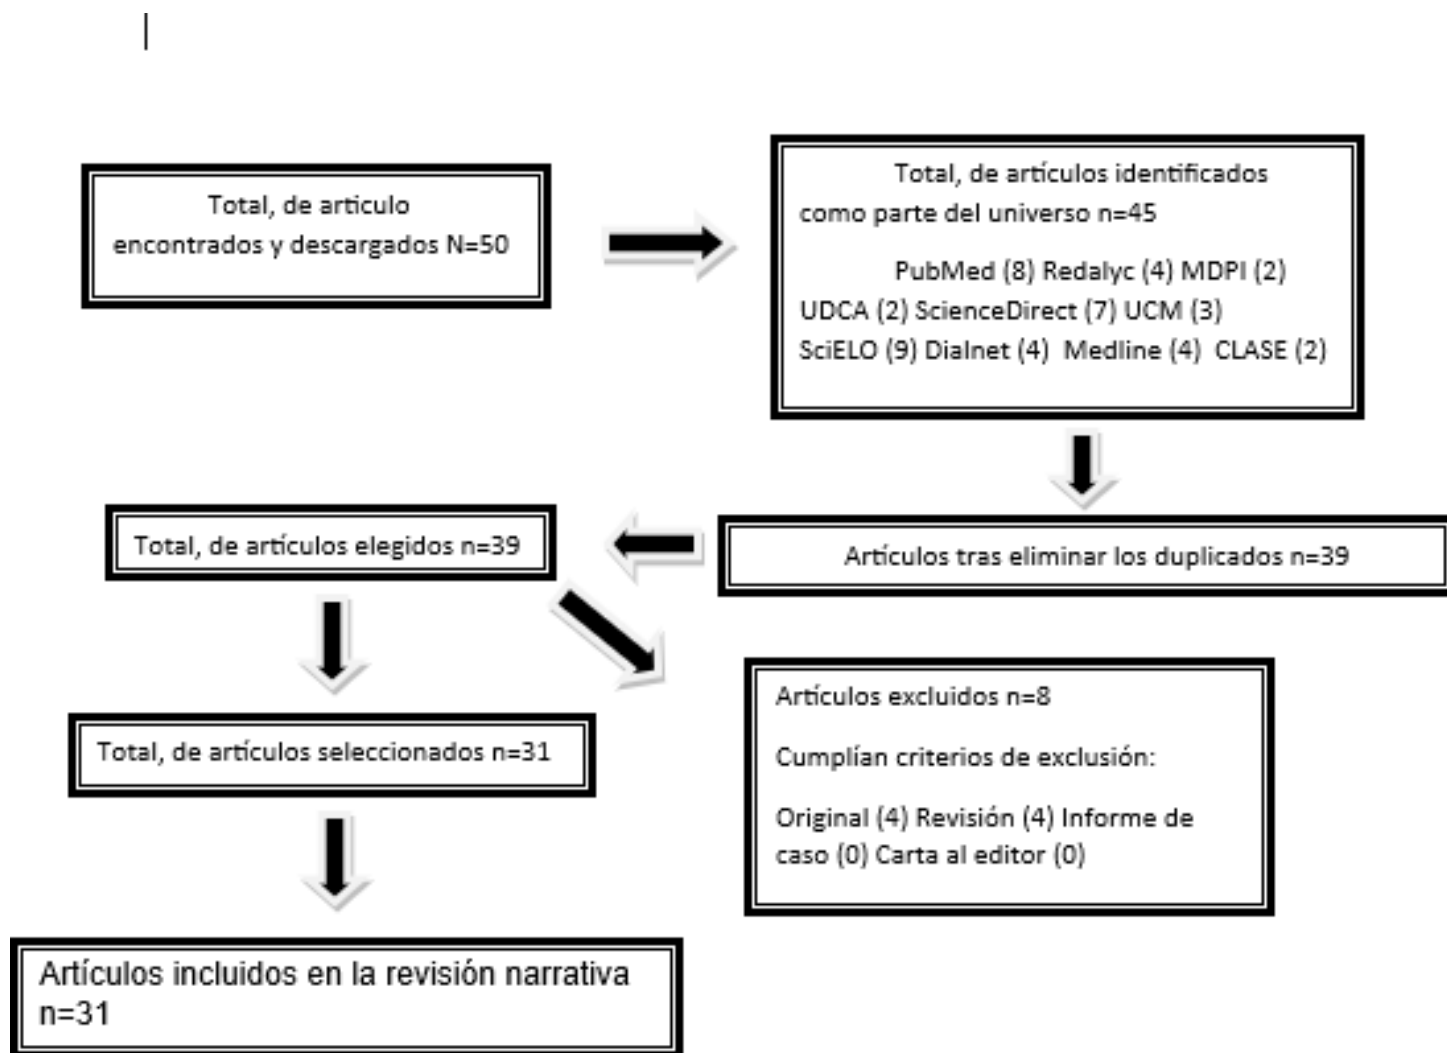 Total, de artículo
encontrados y descargados N=50
Total, de artículos identificados
como parte del universo n=45
PubMed (8) Redalyc (4) MDPI (2)
UDCA (2) ScienceDirect (7) UCM (3)
SciELO (9) Dialnet (4) Medline (4) CLASE (2)
Artículos tras eliminar los duplicados n=39
Total, de artículos elegidos n=39
Artículos excluidos n=8
Cumplían criterios de exclusión:
Original (4) Revisión (4) Informe de
caso (0) Carta al editor (0)
Total, de artículos seleccionados n=31
Artículos incluidos en la revisión narrativa
n=31